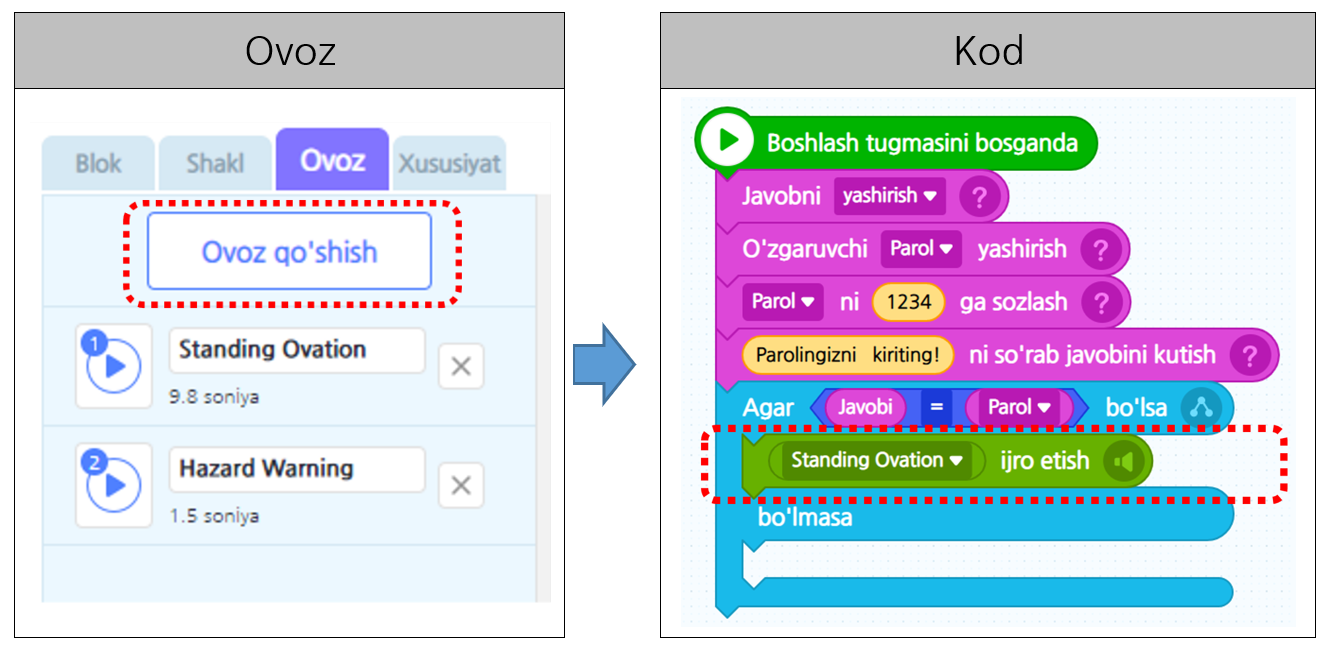 Ovoz
Blok Shakl Ovoz Xususiyat
Ovoz qo'shish
1 Standing Ovation
9.8 soniya
2 Hazard Warning
1.5 soniya
Kod
Boshlash tugmasini bosganda
Javobni yashirish ?
O'zgaruvchi Parol yashirish ?
Parol ni 1234 ga sozlash ?
Parolingizni kiriting! ni so'rab javobini kutish ?
Agar Javobi = Parol bo'lsa
Standing Ovation ijro etish
bo'lmasa